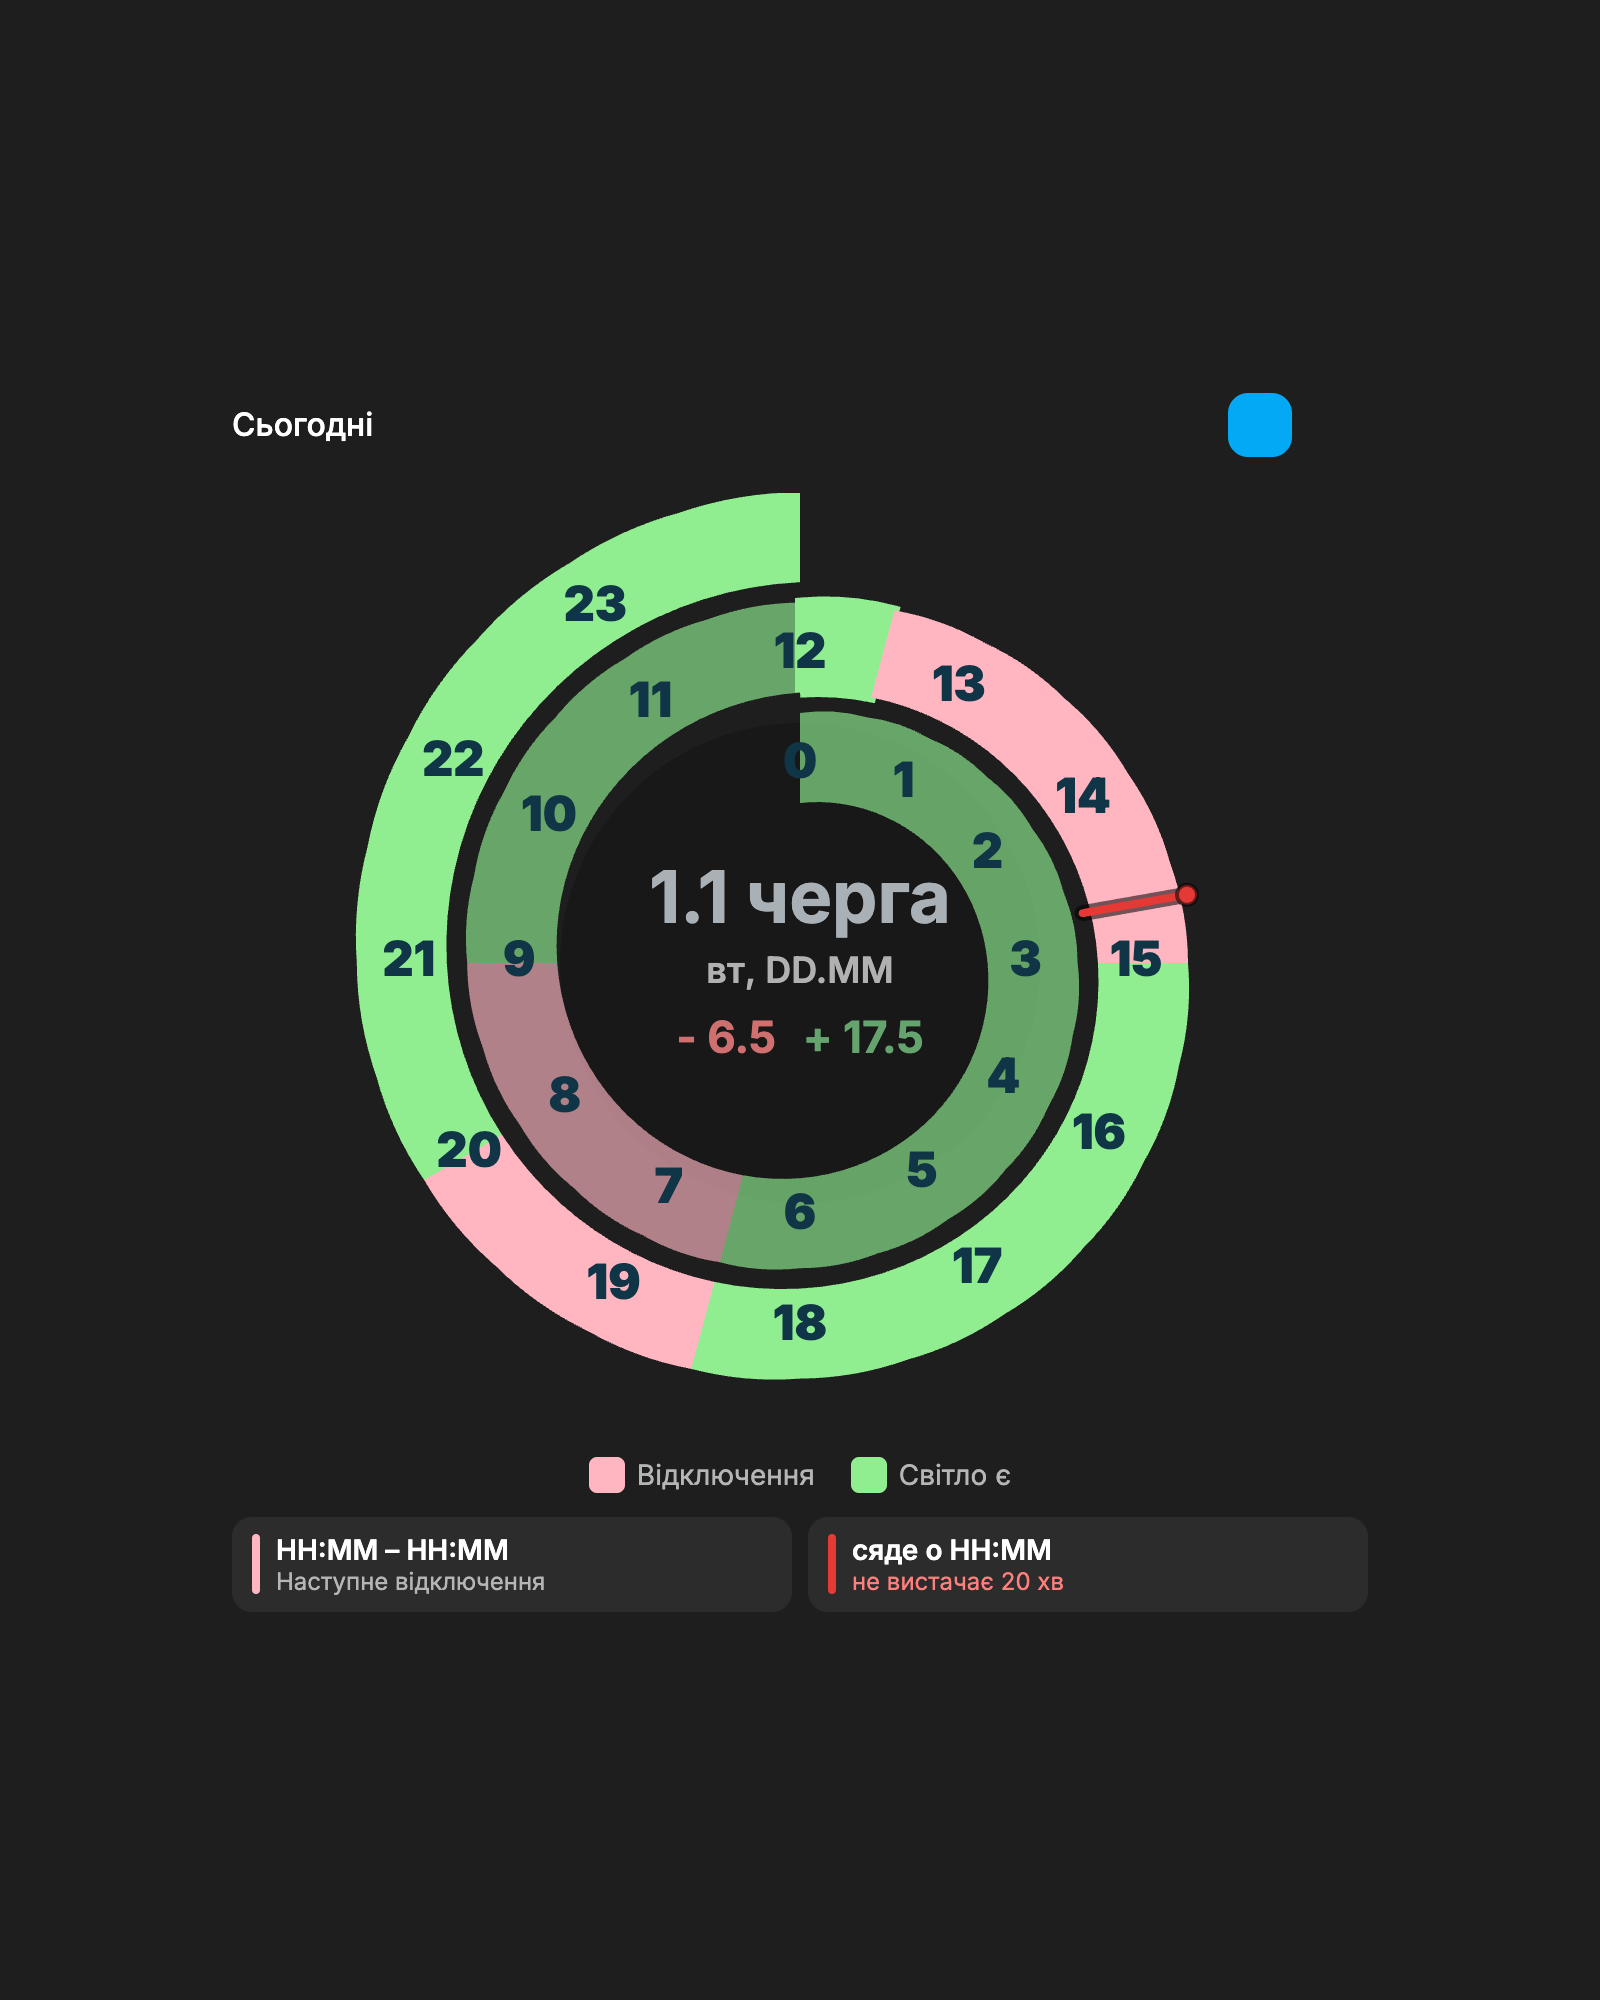 Сьогодні
23
12
13
11
22
0
1
14
10
2
1.1 черга
21
9
3
15
вт, DD.MM
- 6.5 + 17.5
8
4
20
16
7
5
6
19
17
18
Відключення
Світло є
HH:MM – HH:MM
Наступне відключення
сяде о HH:MM
не вистачає 20 хв